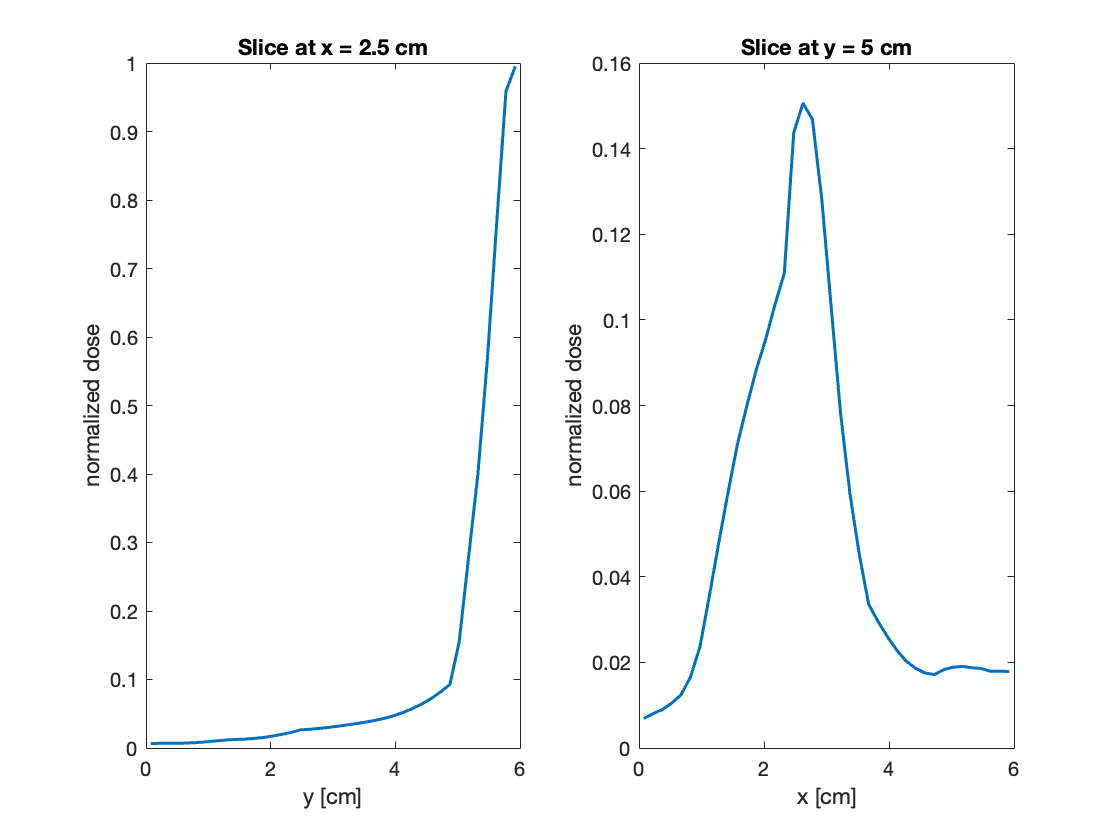 Slice at x = 2.5 cm
1
0.9
0.8
0.7
0.6
0.5
0.4
0.3
0.2
0.1
0
normalized dose
0 2 4 6
y [cm]
Slice at y = 5 cm
0.16
0.14
0.12
0.1
0.08
0.06
0.04
0.02
0
normalized dose
0 2 4 6
x [cm]